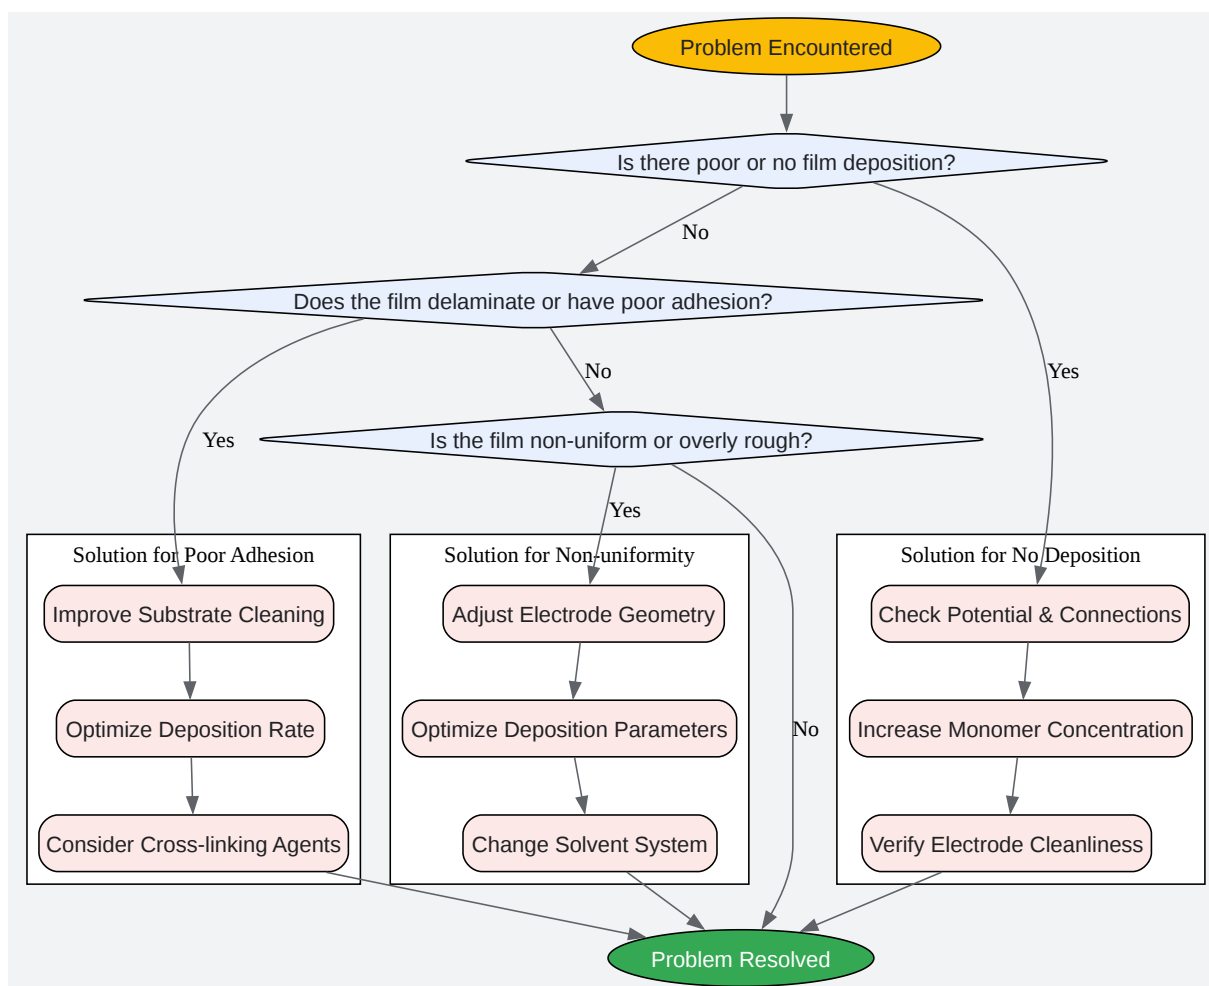 Problem Encountered
Is there poor or no film deposition?
No
Does the film delaminate or have poor adhesion?
No
Yes
Yes
Is the film non-uniform or overly rough?
Yes
Solution for Poor Adhesion
Solution for Non-uniformity
Solution for No Deposition
Improve Substrate Cleaning
Adjust Electrode Geometry
Check Potential & Connections
Optimize Deposition Rate
Optimize Deposition Parameters
No
Increase Monomer Concentration
Consider Cross-linking Agents
Change Solvent System
Verify Electrode Cleanliness
Problem Resolved